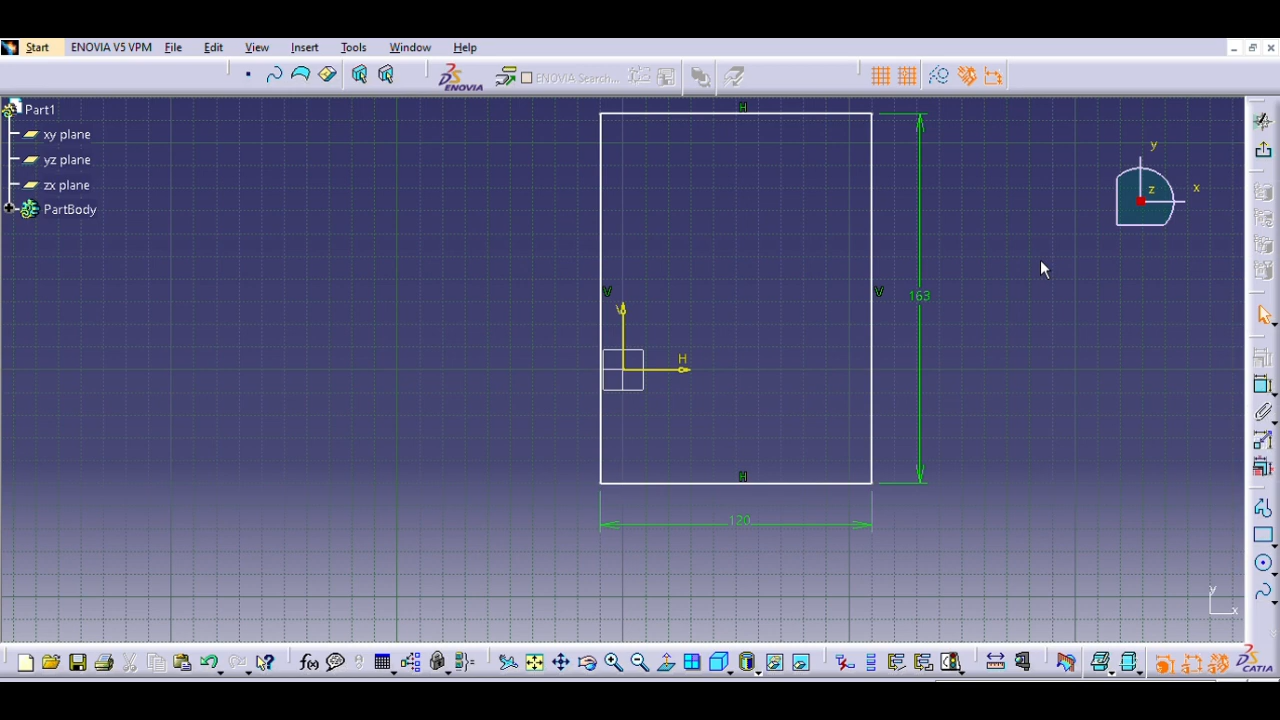 Start ENOVIA V5 VPM File Edit View Insert Tools Window Help
ENOVIA ENOVIA Search...
Part1
xy plane
yz plane
zx plane
PartBody
H
y
x
z
V
V
163
V
H
H
120
y
x
f(x)
CATIA